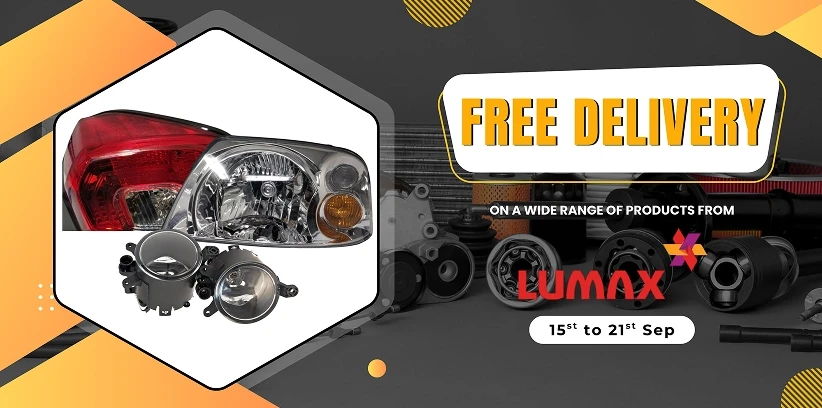 FREE DELIVERY
ON A WIDE RANGE OF PRODUCTS FROM
LUMAX
15st to 21st Sep